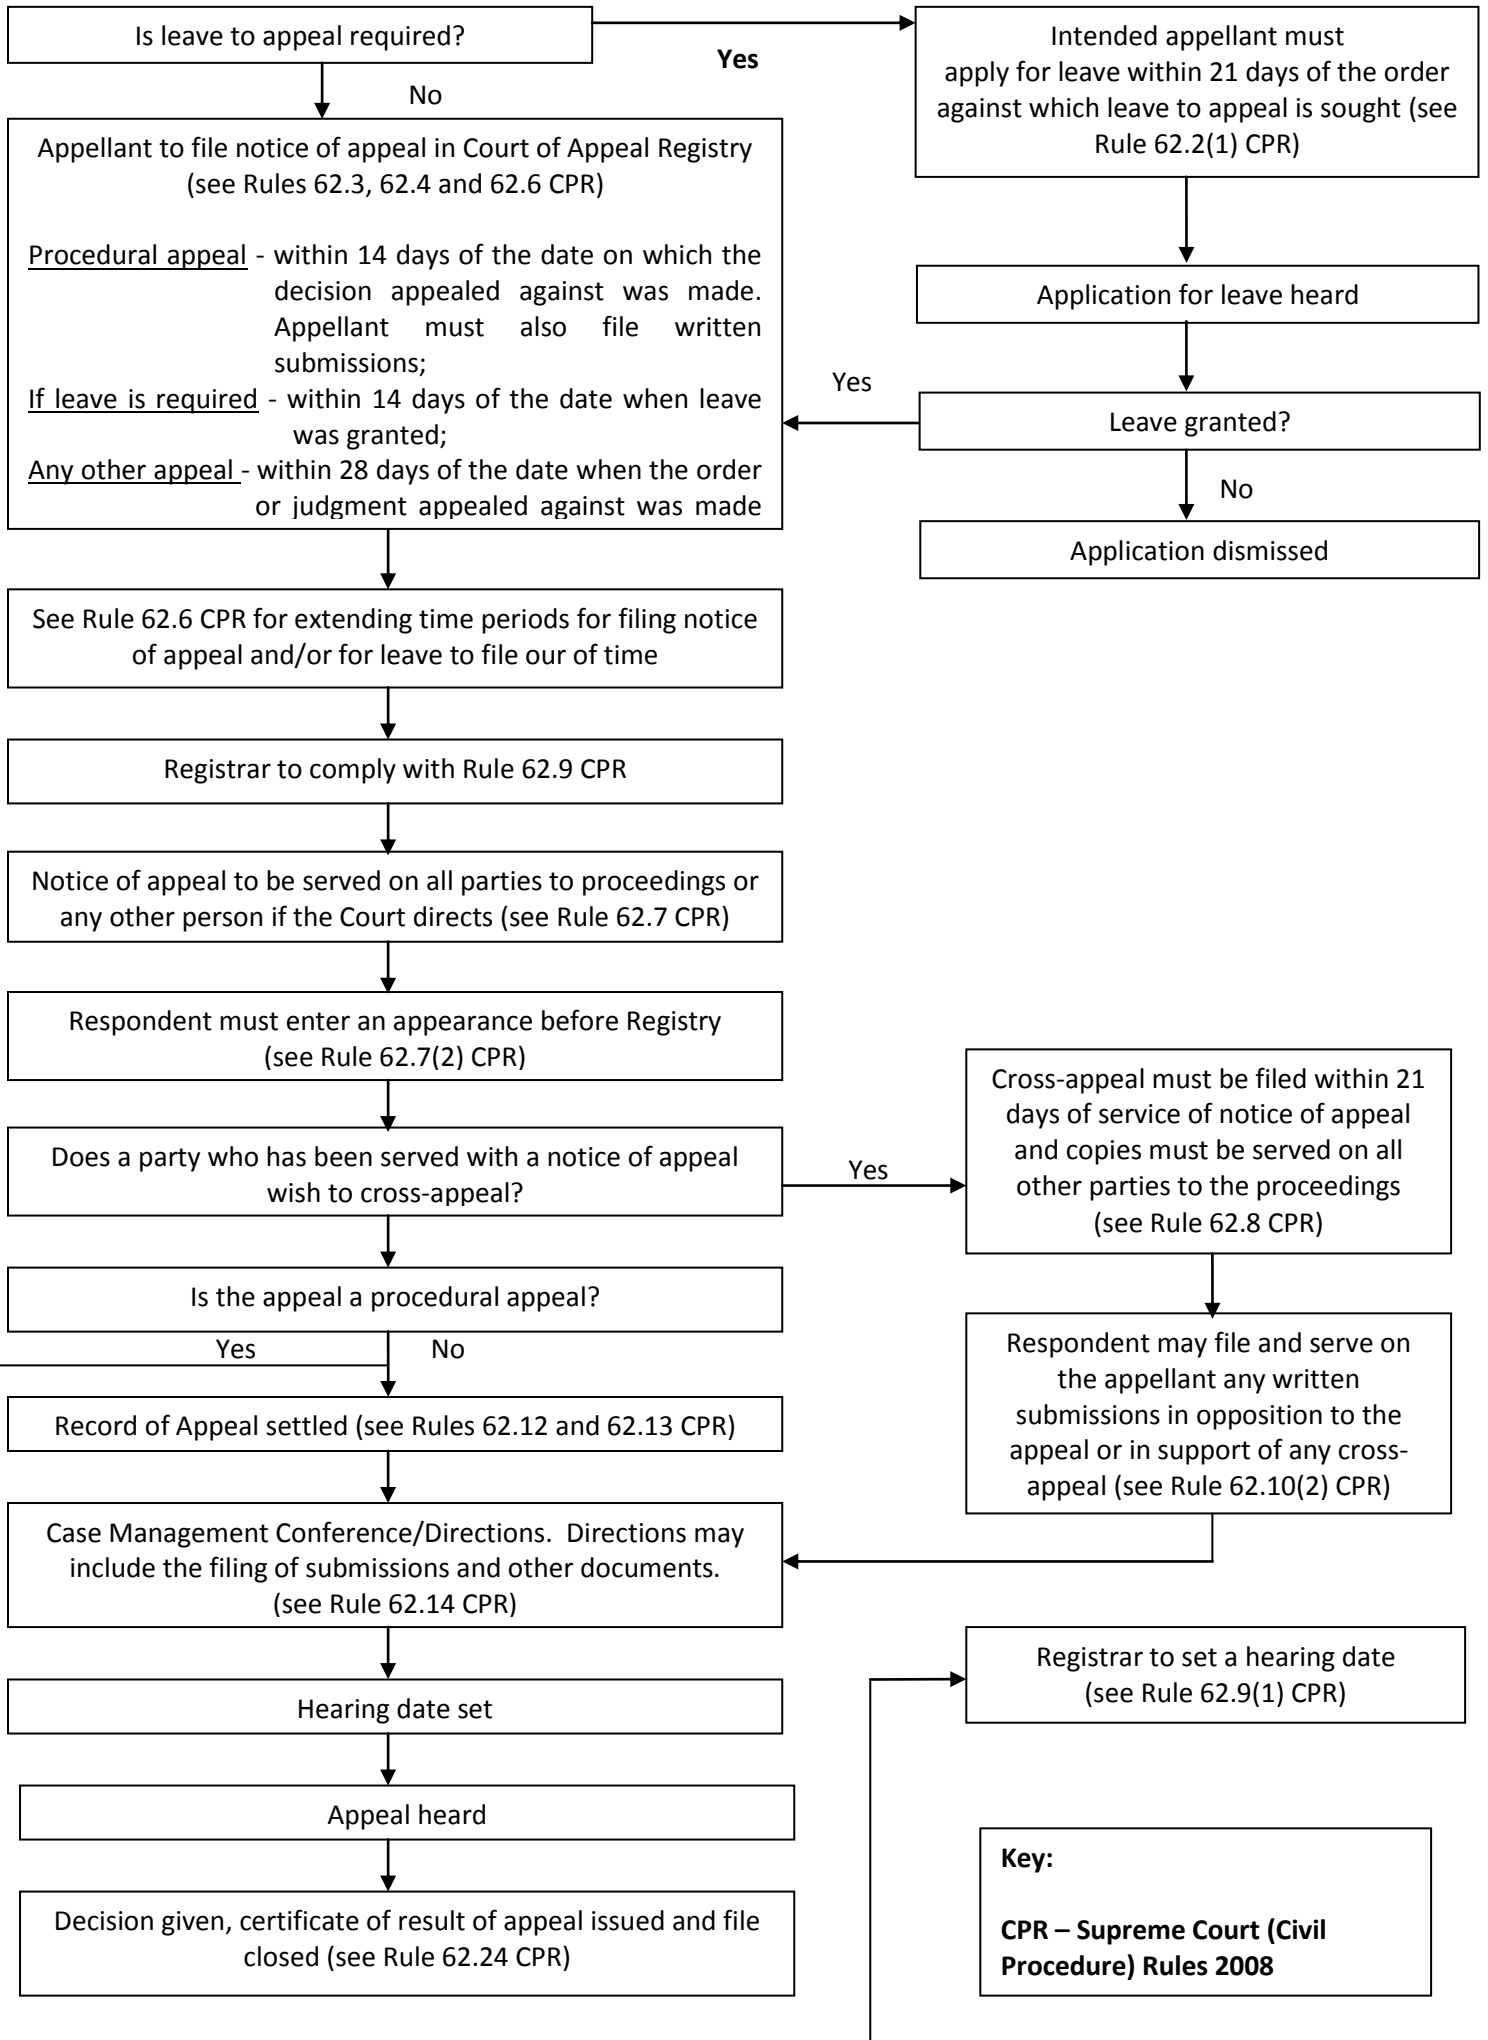 Is leave to appeal required?
Yes
No
Intended appellant must
apply for leave within 21 days of the order
against which leave to appeal is sought (see
Rule 62.2(1) CPR)
Application for leave heard
Leave granted?
Yes
No
Application dismissed
Appellant to file notice of appeal in Court of Appeal Registry
(see Rules 62.3, 62.4 and 62.6 CPR)
Procedural appeal - within 14 days of the date on which the
decision appealed against was made.
Appellant must also file written
submissions;
If leave is required - within 14 days of the date when leave
was granted;
Any other appeal - within 28 days of the date when the order
or judgment appealed against was made
See Rule 62.6 CPR for extending time periods for filing notice
of appeal and/or for leave to file our of time
Registrar to comply with Rule 62.9 CPR
Notice of appeal to be served on all parties to proceedings or
any other person if the Court directs (see Rule 62.7 CPR)
Respondent must enter an appearance before Registry
(see Rule 62.7(2) CPR)
Does a party who has been served with a notice of appeal
wish to cross-appeal?
Yes
Cross-appeal must be filed within 21
days of service of notice of appeal
and copies must be served on all
other parties to the proceedings
(see Rule 62.8 CPR)
Respondent may file and serve on
the appellant any written
submissions in opposition to the
appeal or in support of any cross-
appeal (see Rule 62.10(2) CPR)
Is the appeal a procedural appeal?
Yes
No
Record of Appeal settled (see Rules 62.12 and 62.13 CPR)
Case Management Conference/Directions. Directions may
include the filing of submissions and other documents.
(see Rule 62.14 CPR)
Hearing date set
Appeal heard
Decision given, certificate of result of appeal issued and file
closed (see Rule 62.24 CPR)
Registrar to set a hearing date
(see Rule 62.9(1) CPR)
Key:
CPR – Supreme Court (Civil
Procedure) Rules 2008